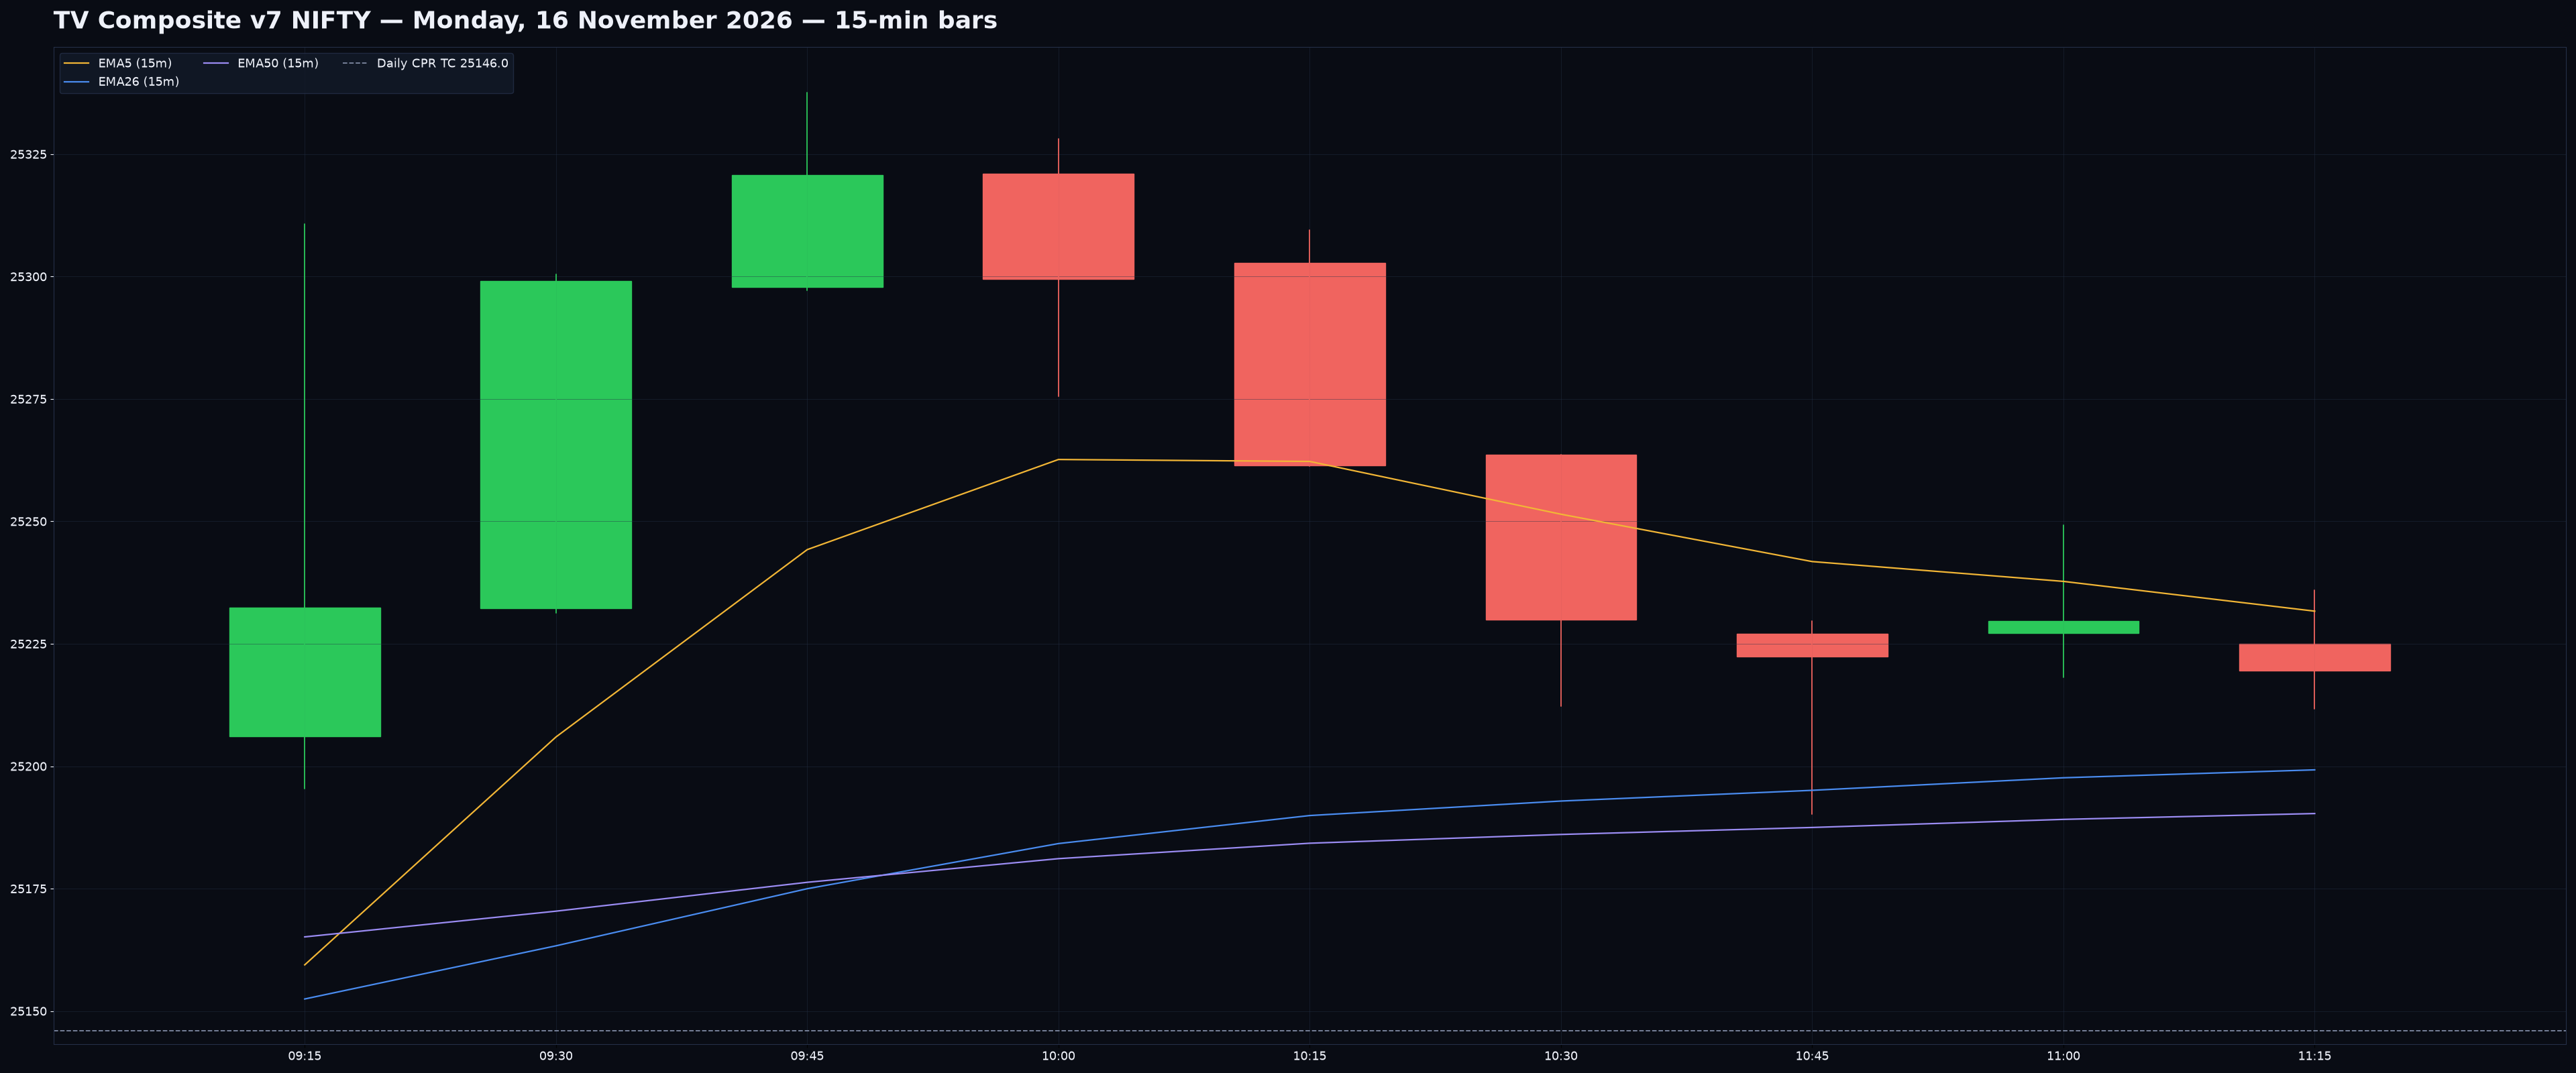 TV Composite v7 NIFTY — Monday, 16 November 2026 — 15-min bars
EMA5 (15m) EMA50 (15m) Daily CPR TC 25146.0
EMA26 (15m)
25325
25300
25275
25250
25225
25200
25175
25150
09:15 09:30 09:45 10:00 10:15 10:30 10:45 11:00 11:15